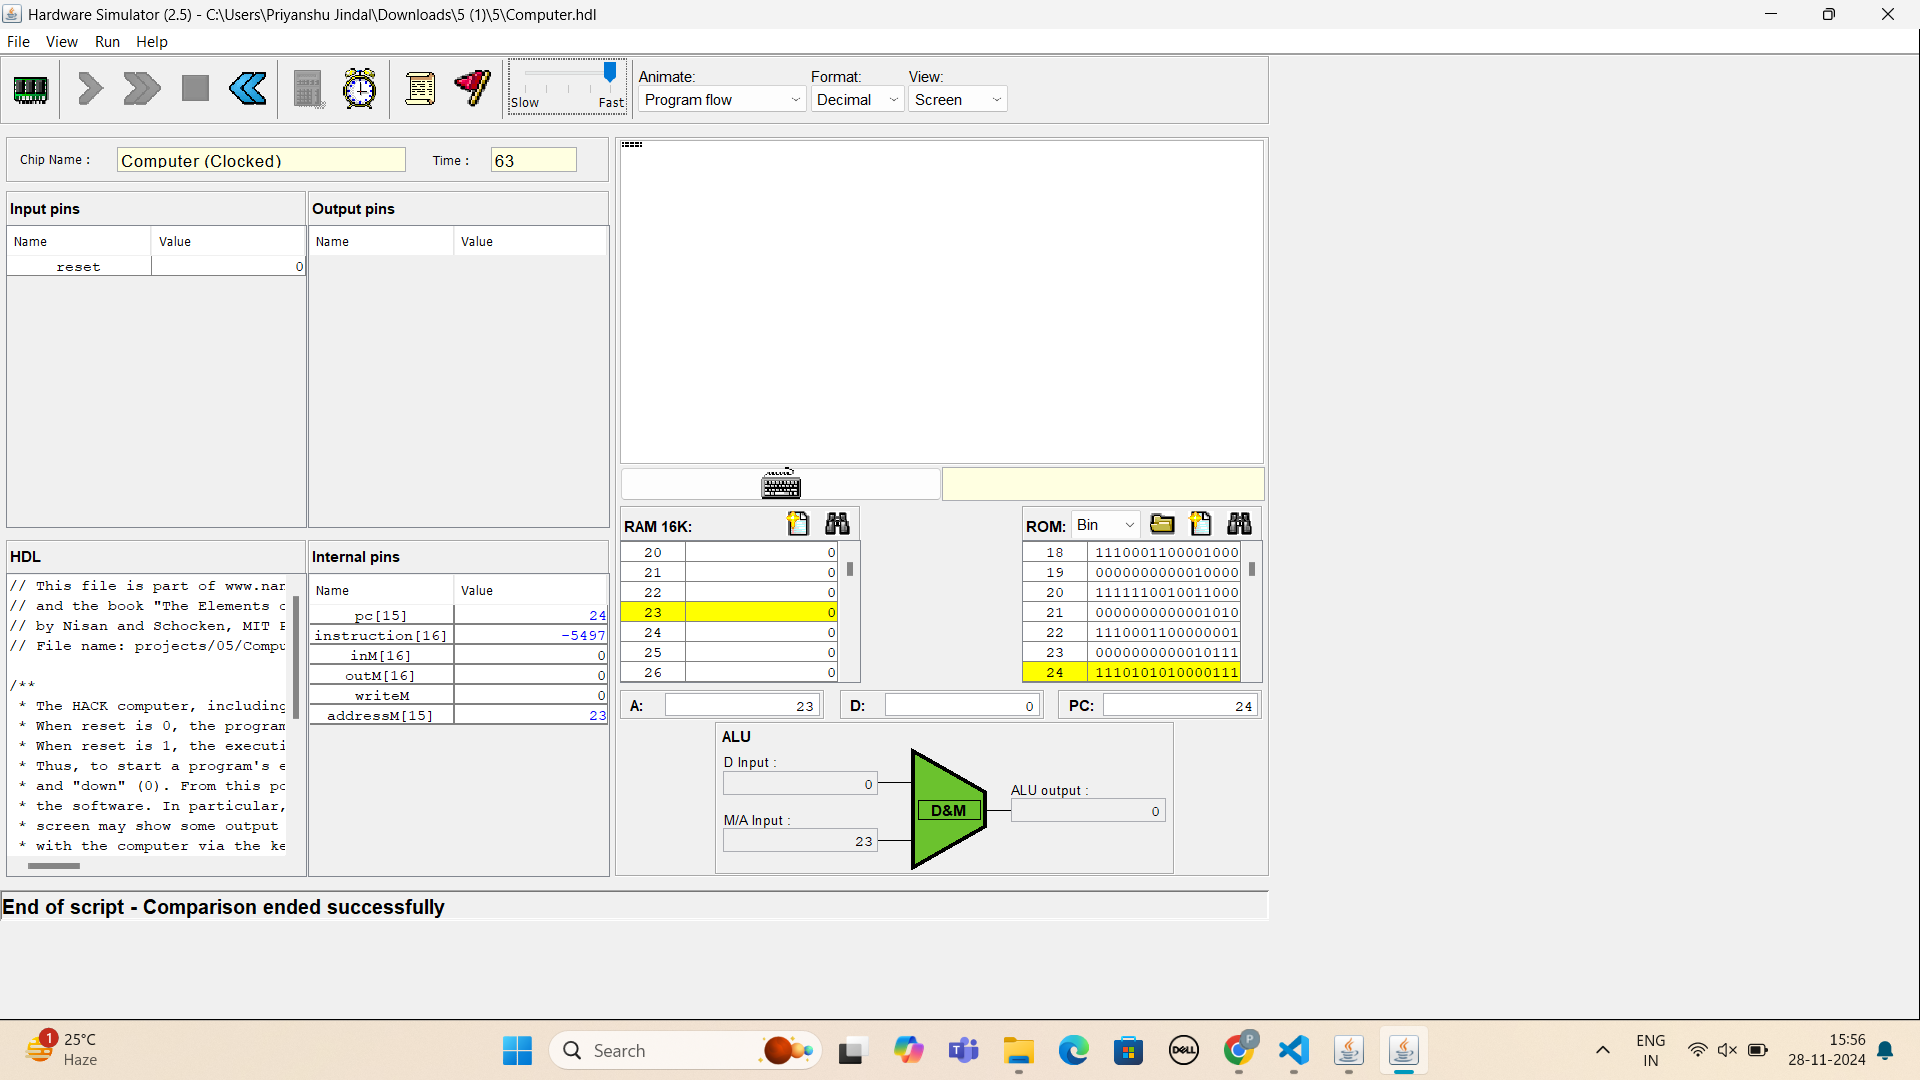 Hardware Simulator (2.5) - C:\Users\Priyanshu Jindal\Downloads\5 (1)\5\Computer.hdl
File View Run Help
Slow Fast
Animate: Format: View:
Program flow Decimal Screen
Chip Name : Computer (Clocked) Time : 63
Input pins
Name Value
reset 0
Output pins
Name Value
HDL
// This file is part of www.nan
// and the book "The Elements o
// by Nisan and Schocken, MIT P
// File name: projects/05/Compu
/**
* The HACK computer, including
* When reset is 0, the program
* When reset is 1, the executi
* Thus, to start a program's e
* and "down" (0). From this po
* the software. In particular,
* screen may show some output
* with the computer via the ke
Internal pins
Name Value
pc[15] 24
instruction[16] -5497
inM[16] 0
outM[16] 0
writeM 0
addressM[15] 23
RAM 16K:
20 0
21 0
22 0
23 0
24 0
25 0
26 0
ROM: Bin
18 1110001100001000
19 0000000000010000
20 1111110010011000
21 0000000000001010
22 1110001100000001
23 0000000000010111
24 1110101010000111
A: 23 D: 0 PC: 24
ALU
D Input :
0
M/A Input :
23
D&M
ALU output :
0
End of script - Comparison ended successfully
1
25°C
Haze
Search
DELL
P
ENG
IN
15:56
28-11-2024